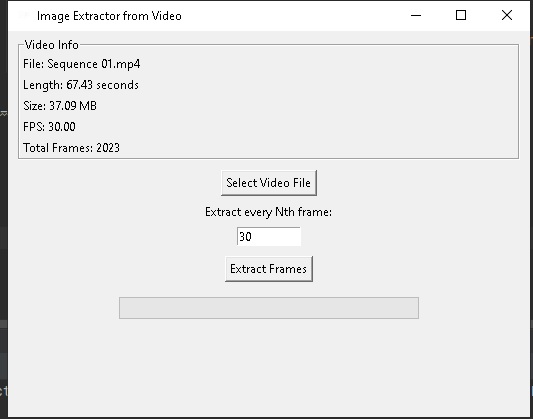 Image Extractor from Video
Video Info
File: Sequence 01.mp4
Length: 67.43 seconds
Size: 37.09 MB
FPS: 30.00
Total Frames: 2023
Select Video File
Extract every Nth frame:
30
Extract Frames